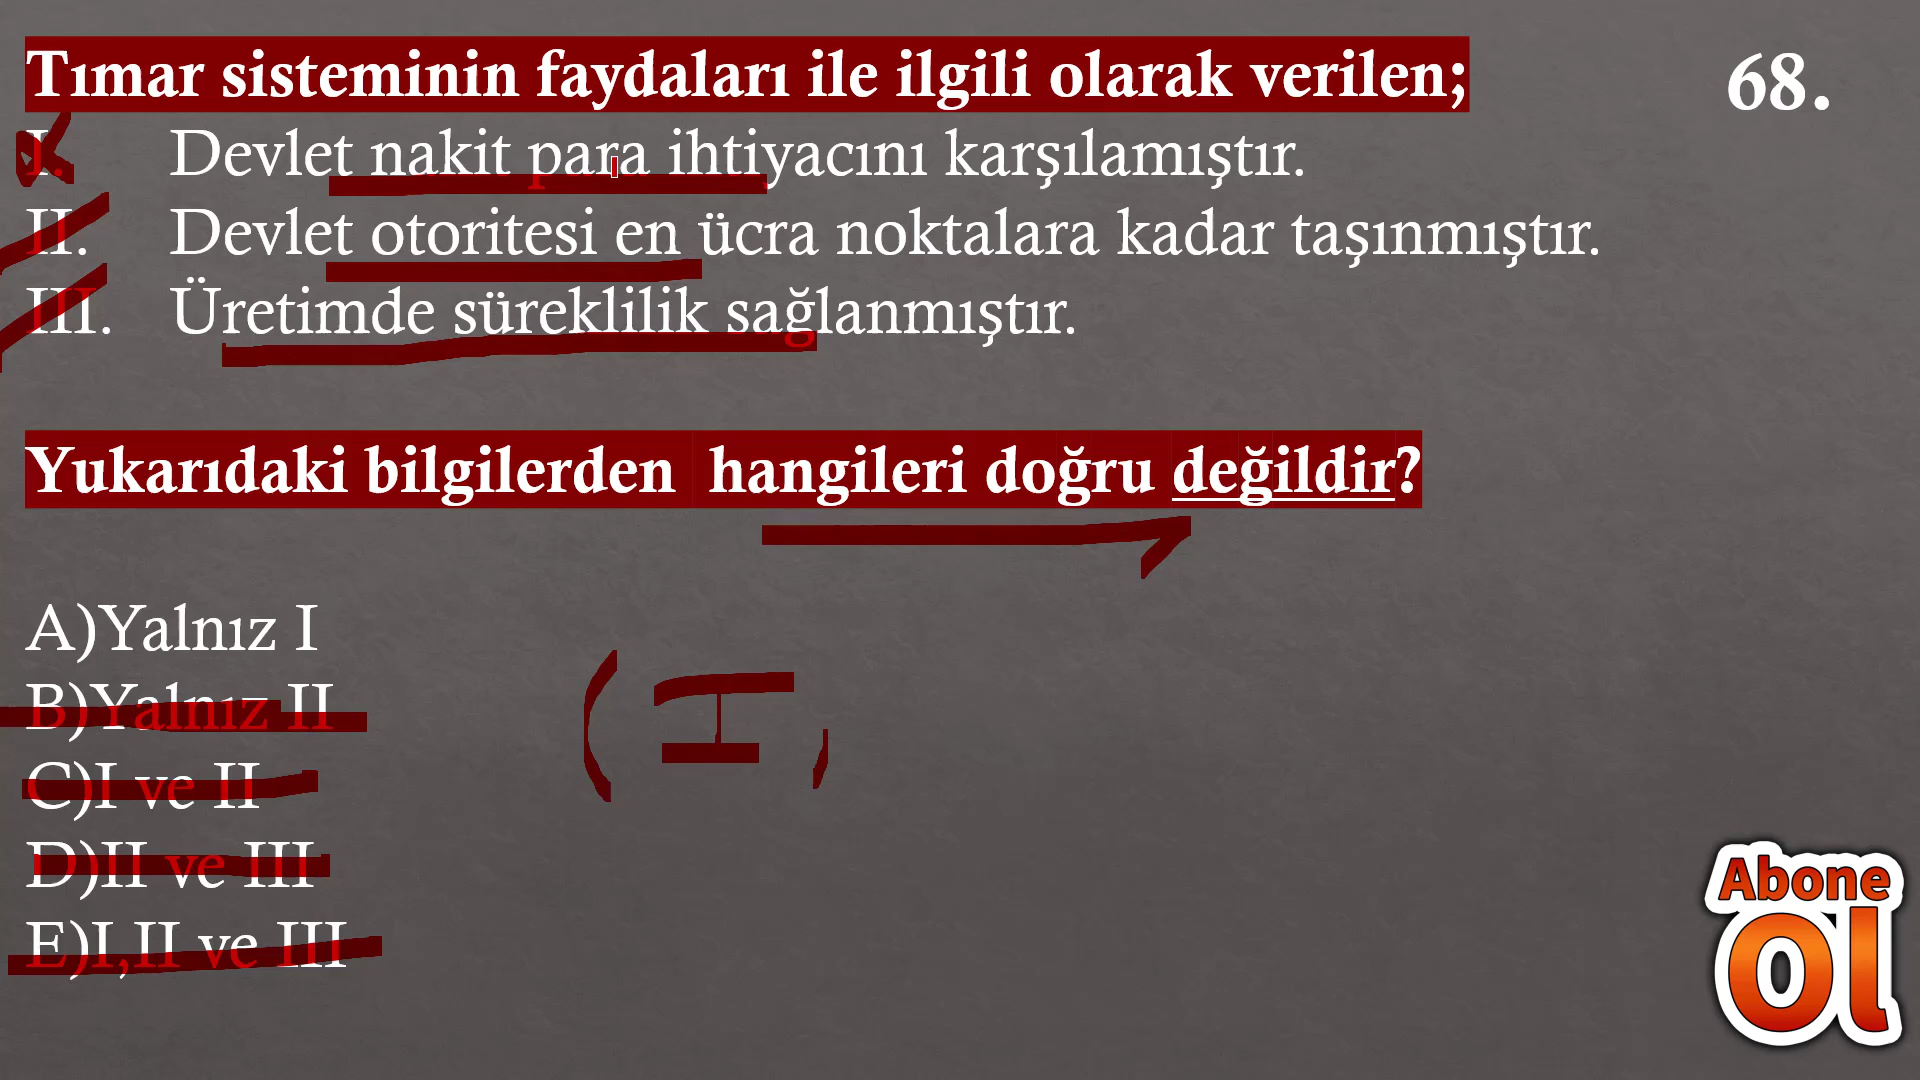 Tımar sisteminin faydaları ile ilgili olarak verilen;
68.
I. Devlet nakit para ihtiyacını karşılamıştır.
II. Devlet otoritesi en ücra noktalara kadar taşınmıştır.
III. Üretimde süreklilik sağlanmıştır.
Yukarıdaki bilgilerden hangileri doğru değildir?
A)Yalnız I
B)Yalnız II
C)I ve II
D)II ve III
E)I,II ve III
( I ,
Abone
Ol